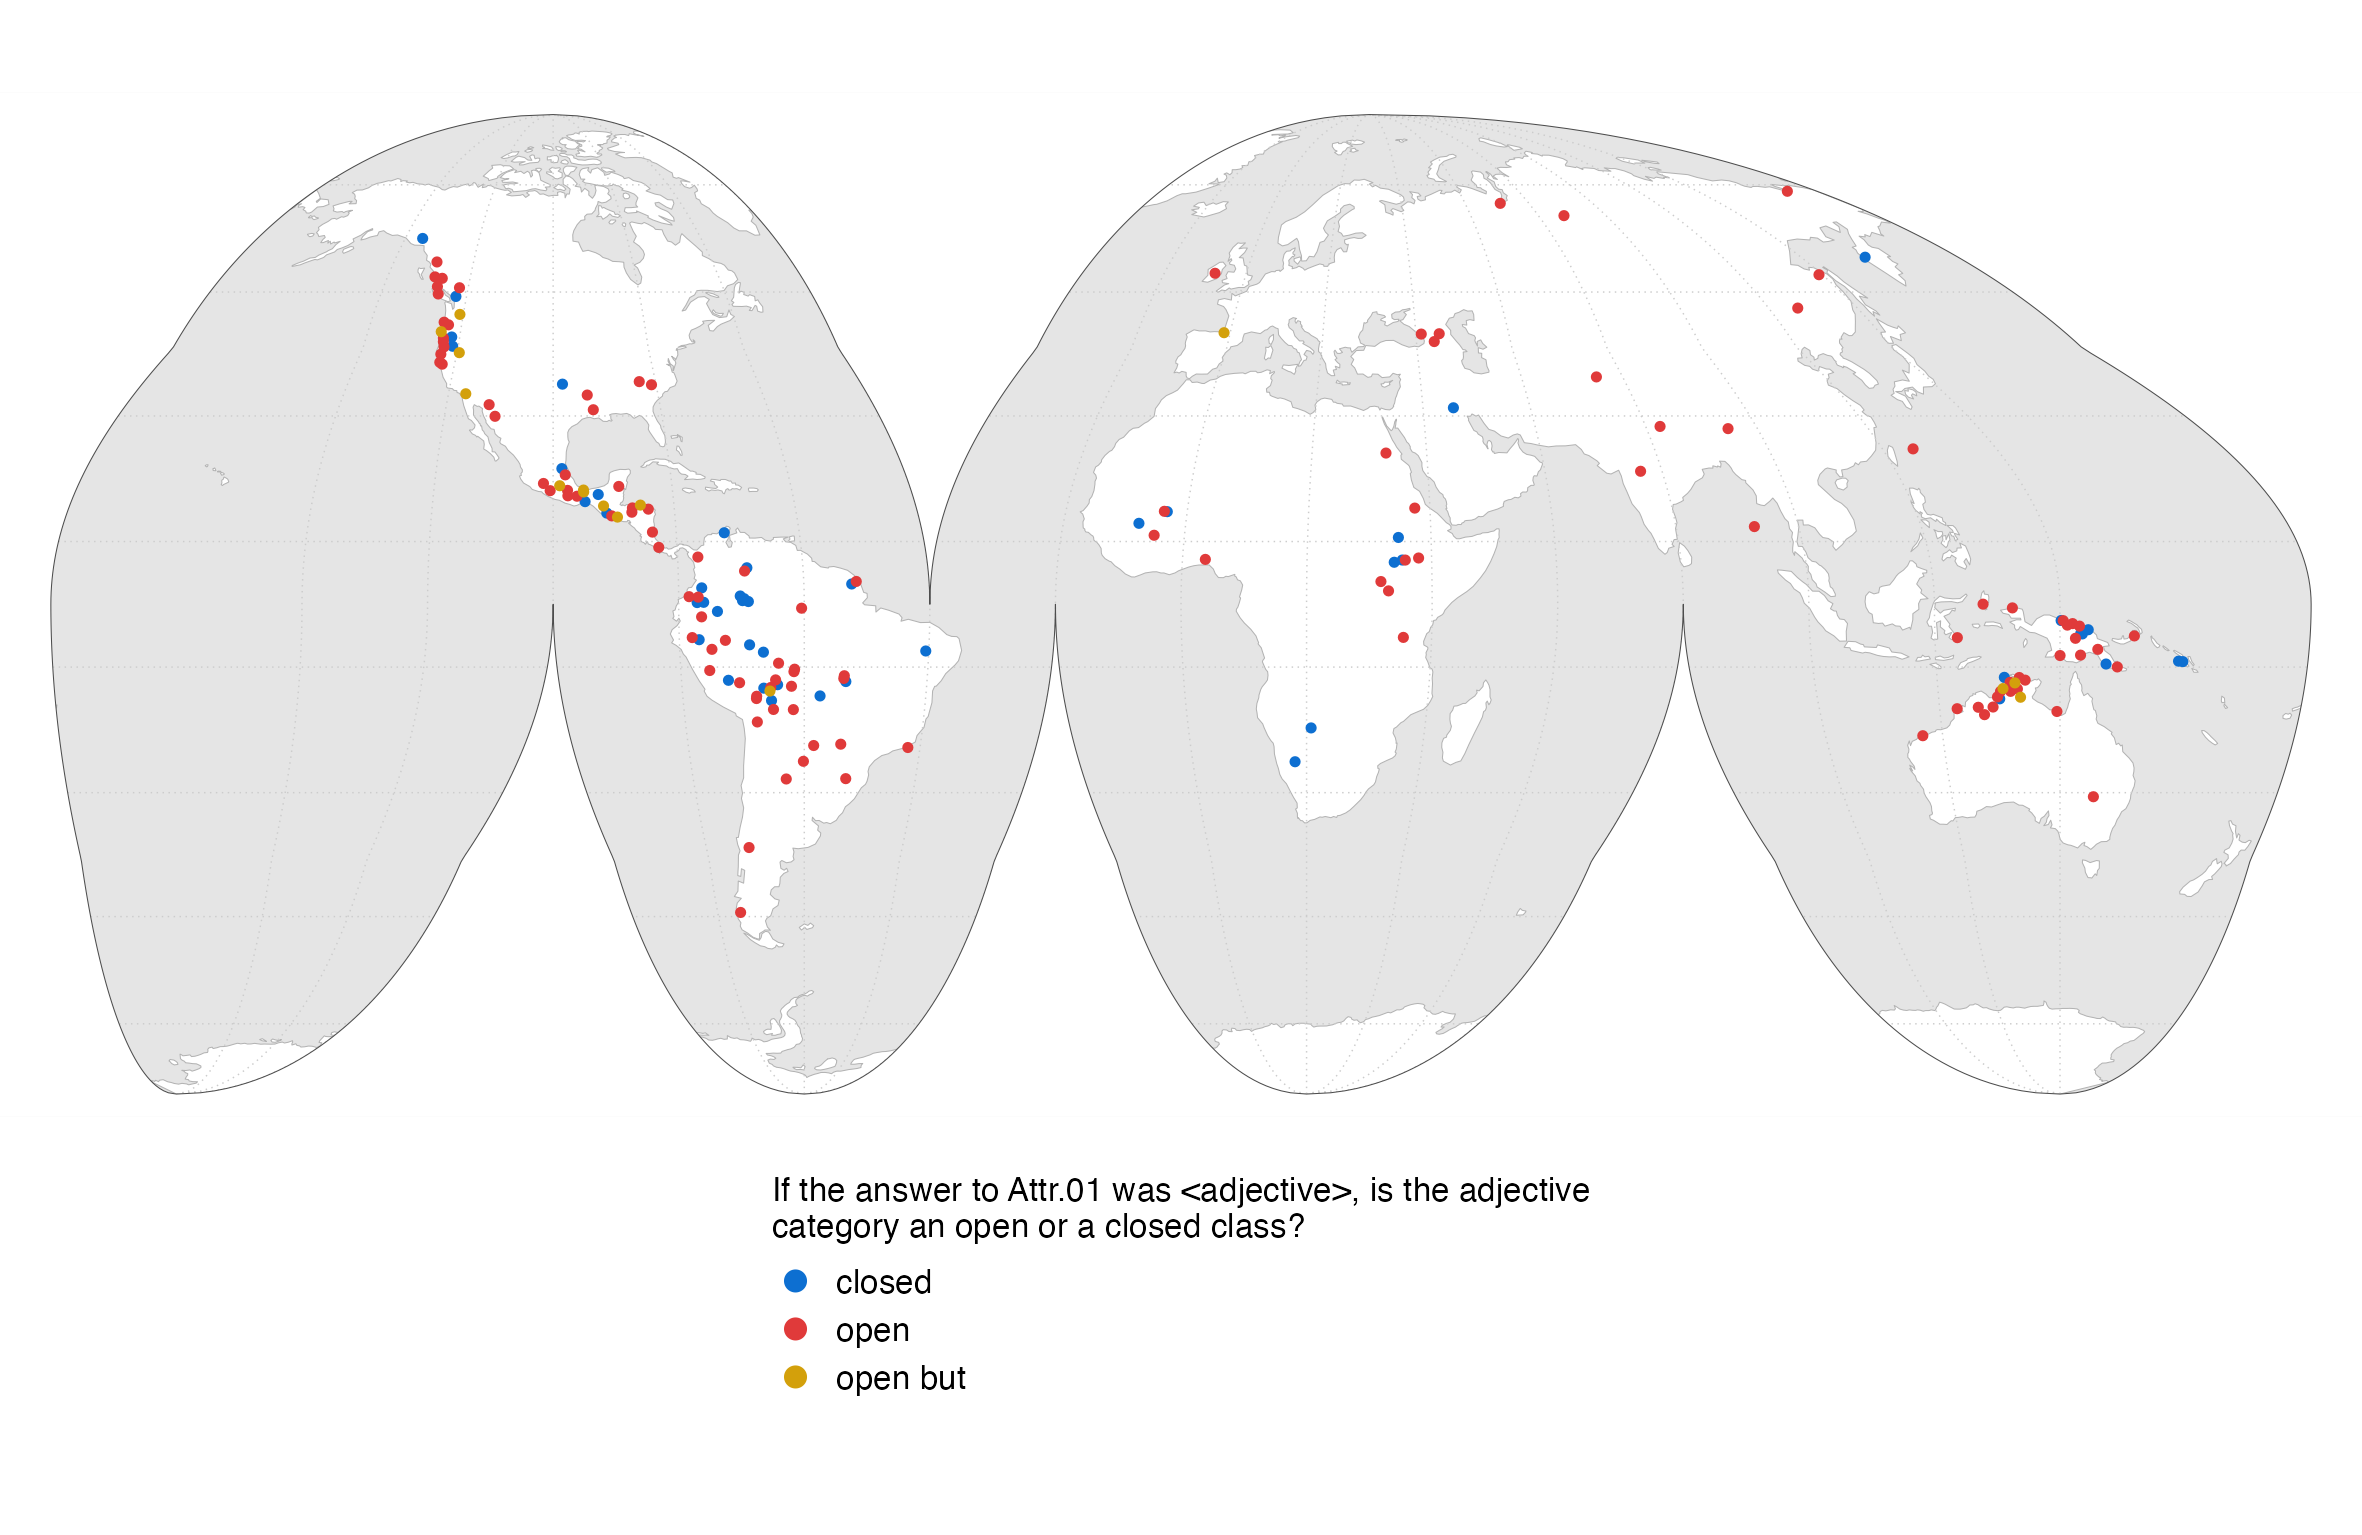 If the answer to Attr.01 was <adjective>, is the adjective
category an open or a closed class?
closed
open
open but